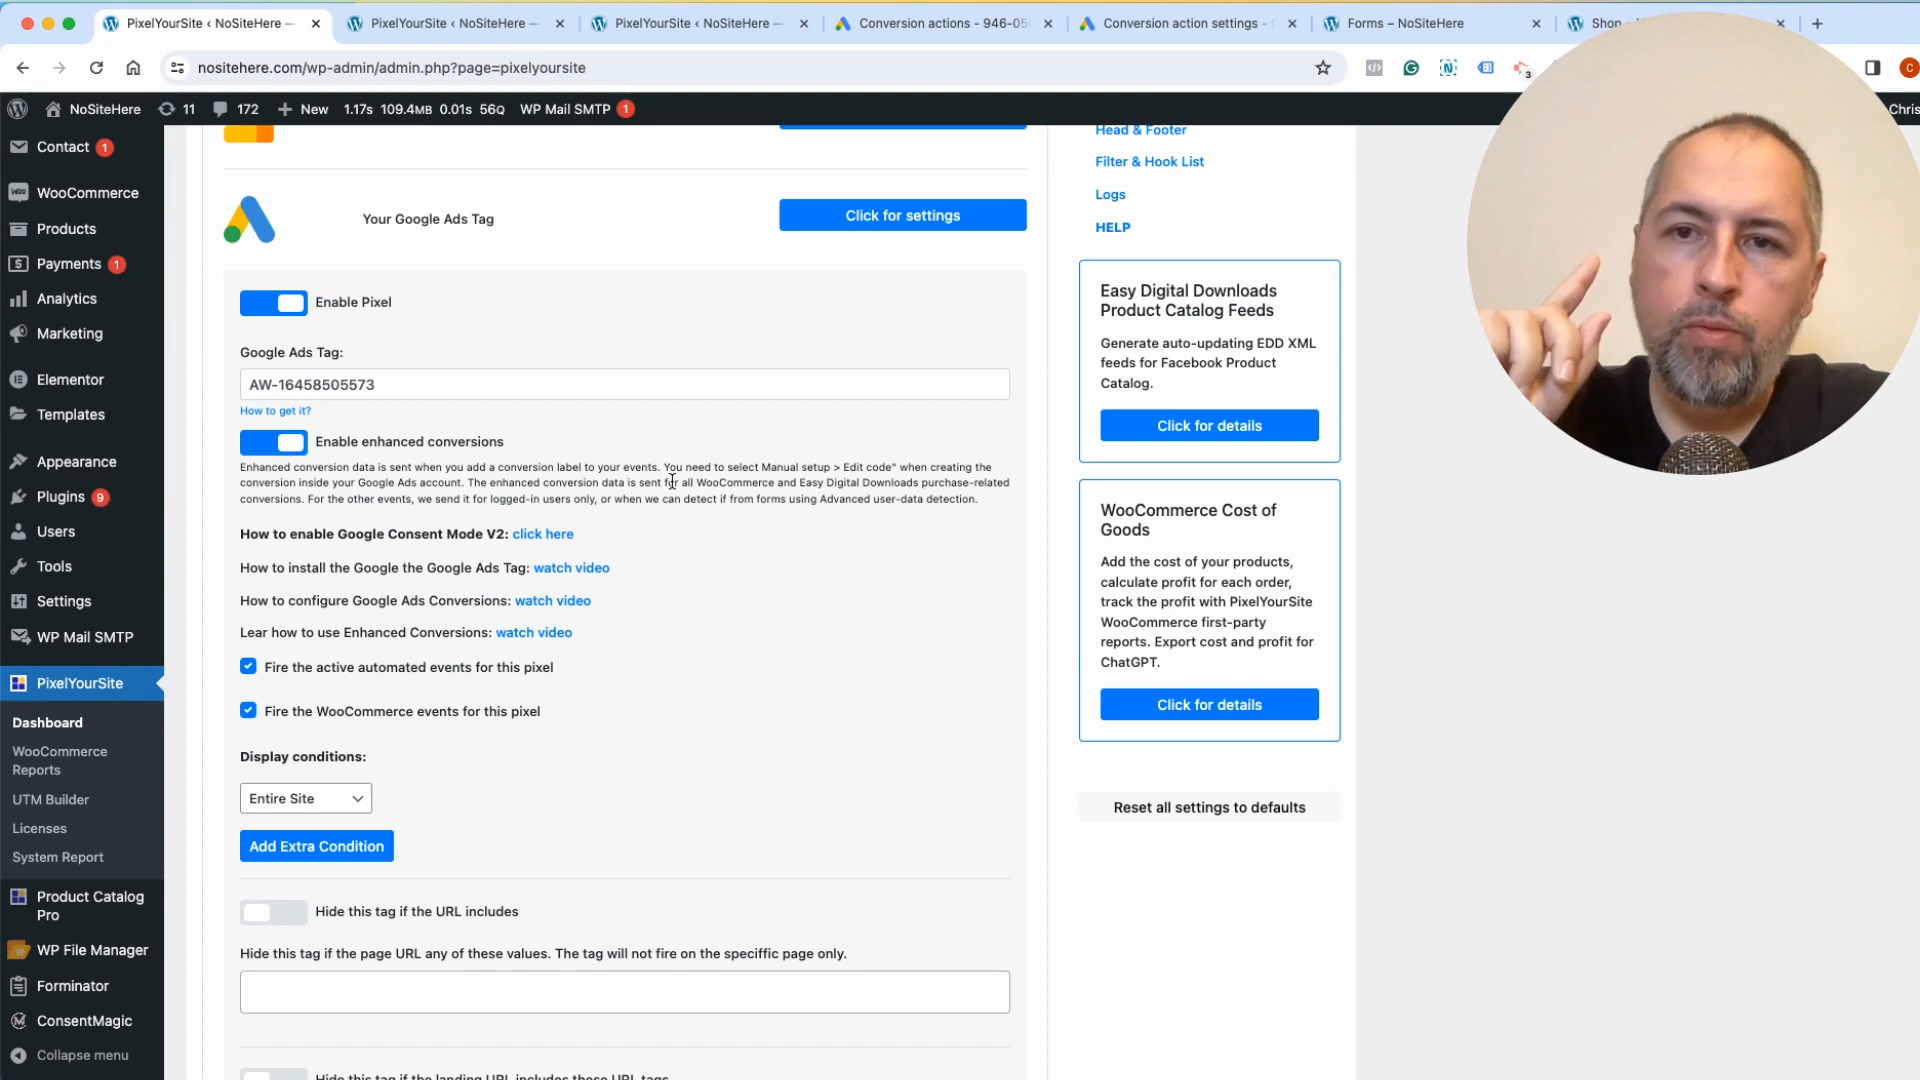 PixelYourSite ‹ NoSiteHere —
PixelYourSite ‹ NoSiteHere —
PixelYourSite ‹ NoSiteHere —
Conversion actions - 946-05
Conversion action settings -
Forms – NoSiteHere
Shop
nositehere.com/wp-admin/admin.php?page=pixelyoursite
3
C
NoSiteHere
11
172
New
1.17s 109.4MB 0.01s 56Q
WP Mail SMTP 1
Chris
Contact 1
WooCommerce
Products
Payments 1
Analytics
Marketing
Elementor
Templates
Appearance
Plugins 9
Users
Tools
Settings
WP Mail SMTP
PixelYourSite
Dashboard
WooCommerce
Reports
UTM Builder
Licenses
System Report
Product Catalog
Pro
WP File Manager
Forminator
ConsentMagic
Collapse menu
Your Google Ads Tag
Click for settings
Enable Pixel
Google Ads Tag:
AW-16458505573
How to get it?
Enable enhanced conversions
Enhanced conversion data is sent when you add a conversion label to your events. You need to select Manual setup > Edit code" when creating the
conversion inside your Google Ads account. The enhanced conversion data is sent for all WooCommerce and Easy Digital Downloads purchase-related
conversions. For the other events, we send it for logged-in users only, or when we can detect if from forms using Advanced user-data detection.
How to enable Google Consent Mode V2: click here
How to install the Google the Google Ads Tag: watch video
How to configure Google Ads Conversions: watch video
Lear how to use Enhanced Conversions: watch video
Fire the active automated events for this pixel
Fire the WooCommerce events for this pixel
Display conditions:
Entire Site
Add Extra Condition
Hide this tag if the URL includes
Hide this tag if the page URL any of these values. The tag will not fire on the speciffic page only.
Hide this tag if the landing URL includes these URL tags
Head & Footer
Filter & Hook List
Logs
HELP
Easy Digital Downloads
Product Catalog Feeds
Generate auto-updating EDD XML
feeds for Facebook Product
Catalog.
Click for details
WooCommerce Cost of
Goods
Add the cost of your products,
calculate profit for each order,
track the profit with PixelYourSite
WooCommerce first-party
reports. Export cost and profit for
ChatGPT.
Click for details
Reset all settings to defaults